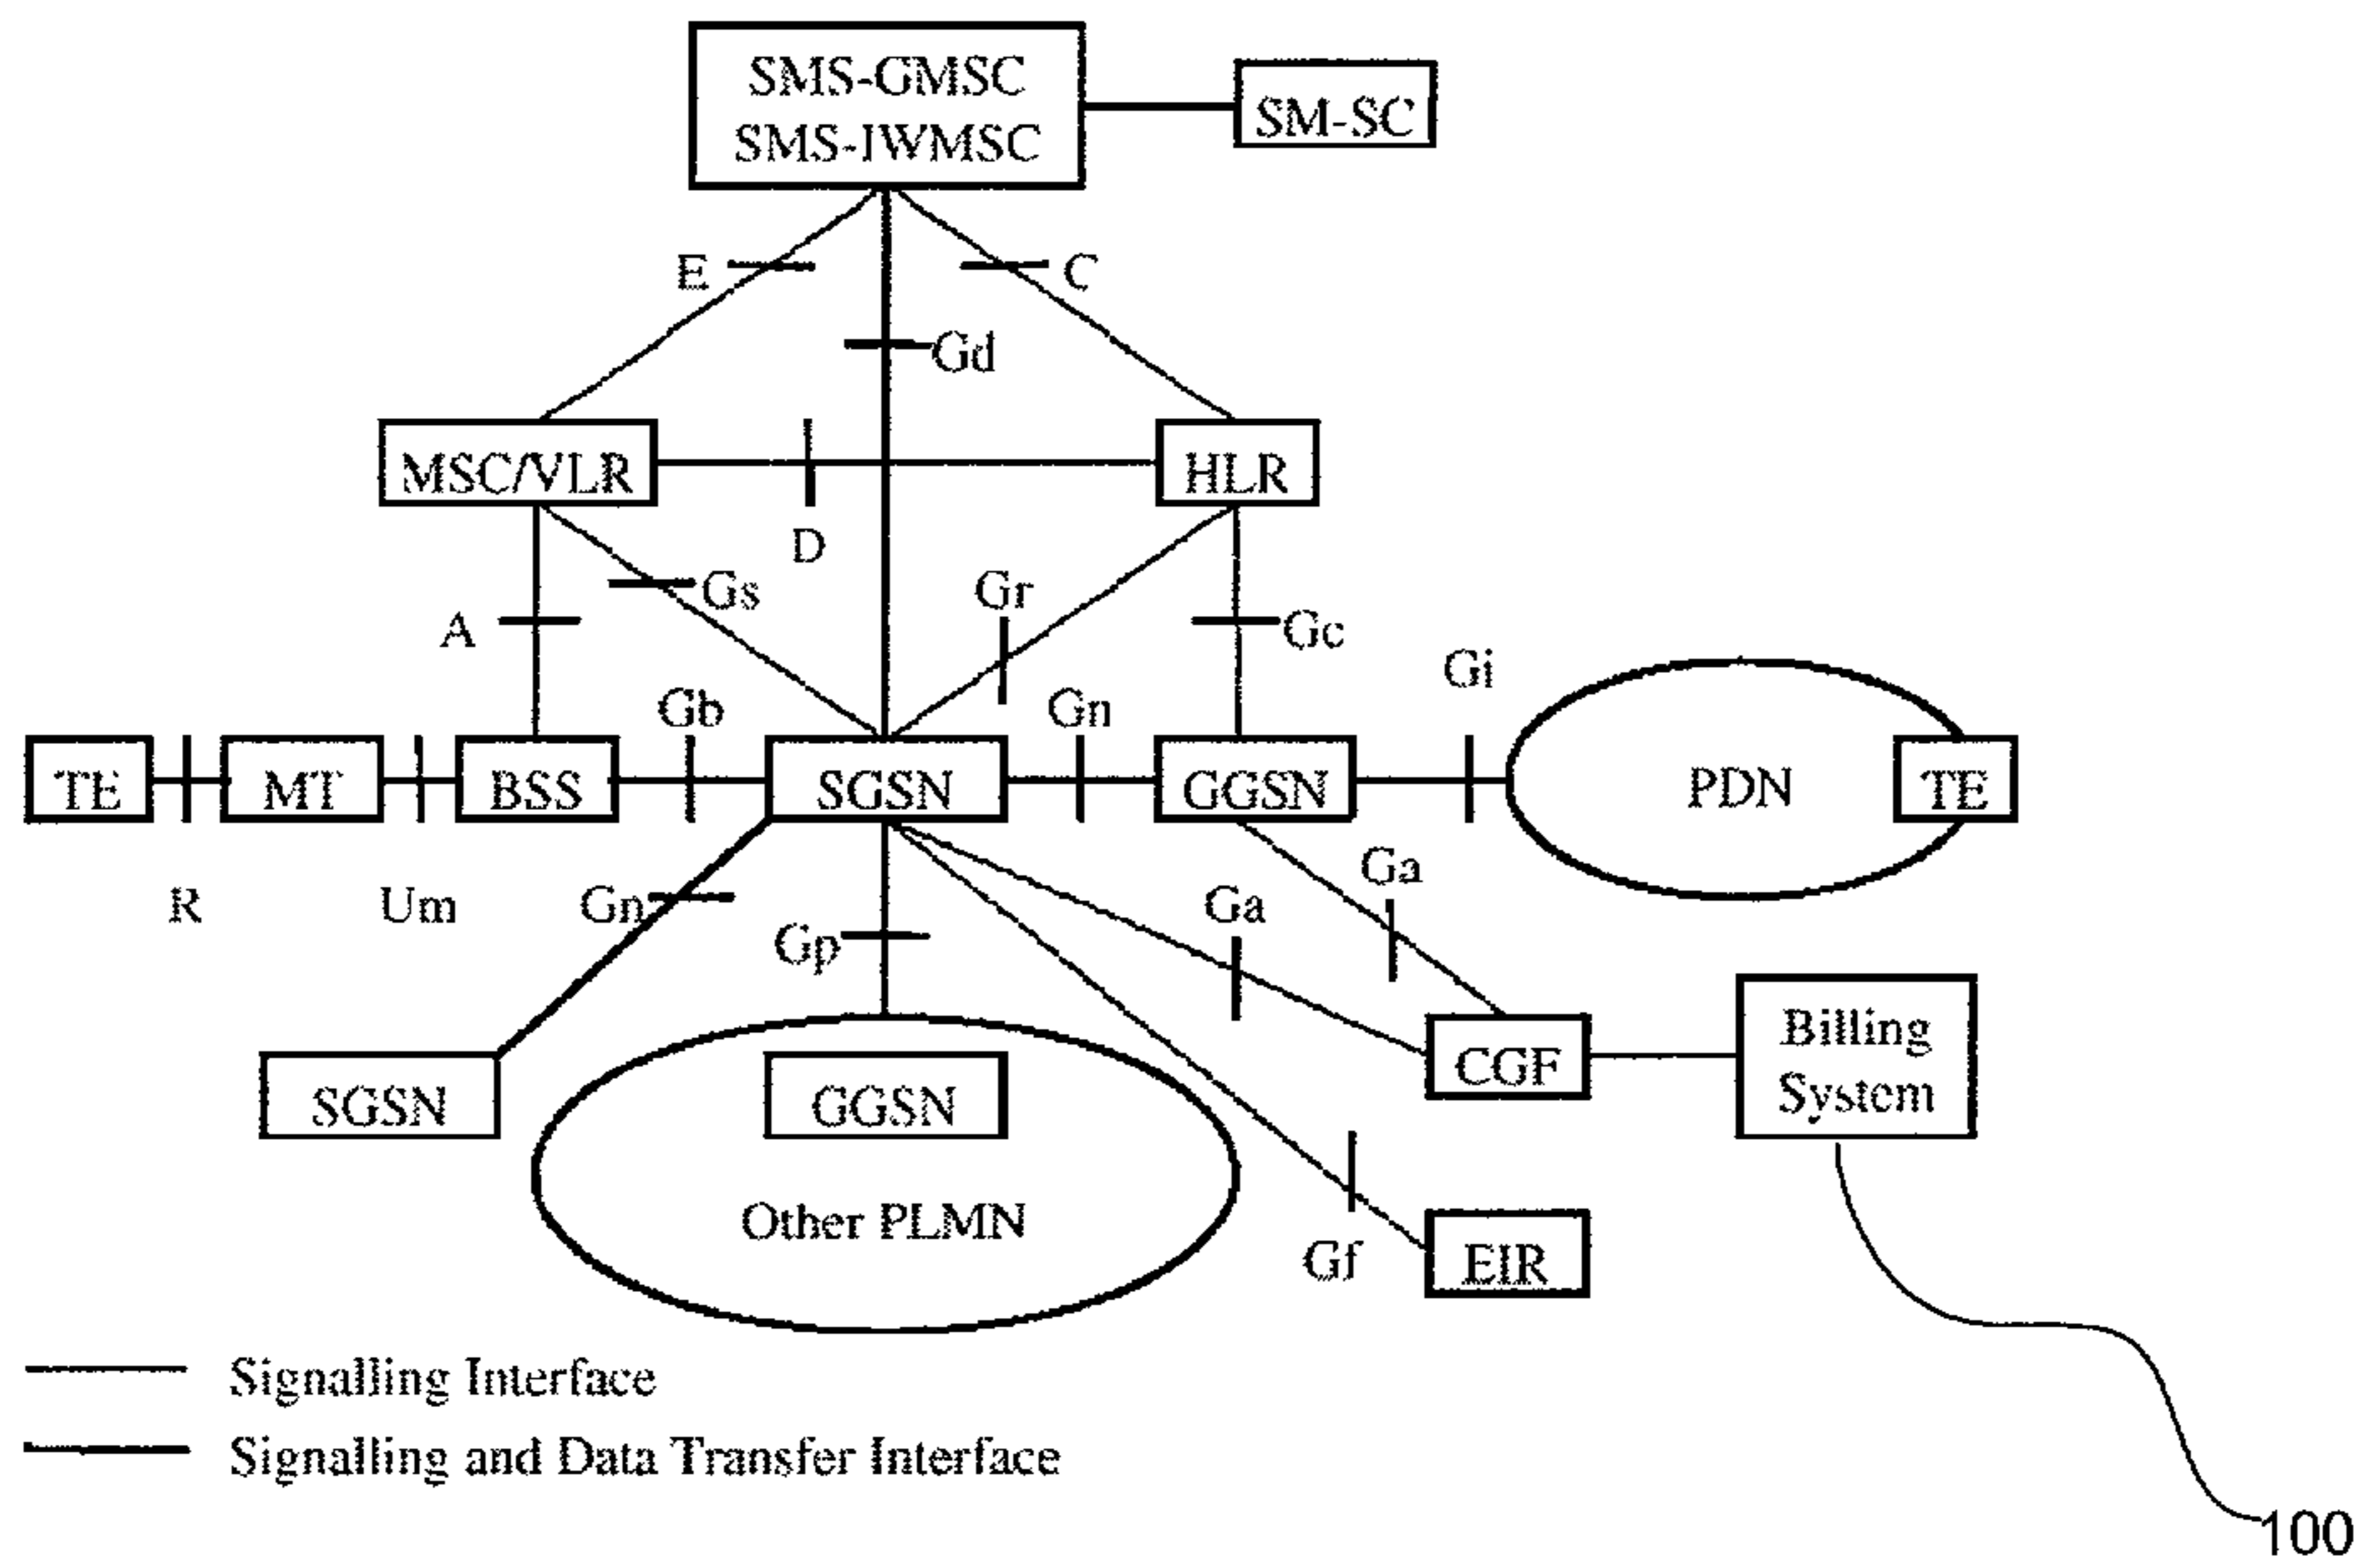 SMS-GMSC
SMS-IWMSC
SM-SC
E
C
Gd
MSC/VLR
HLR
D
Gs
Gr
A
Gc
Gi
Gb
Gn
TE
MT
BSS
SGSN
GGSN
PDN
TE
R
Um
Gn
Gp
Ga
Ga
SGSN
GGSN
CGF
Billing
System
Other PLMN
Gf
EIR
Signalling Interface
Signalling and Data Transfer Interface
100